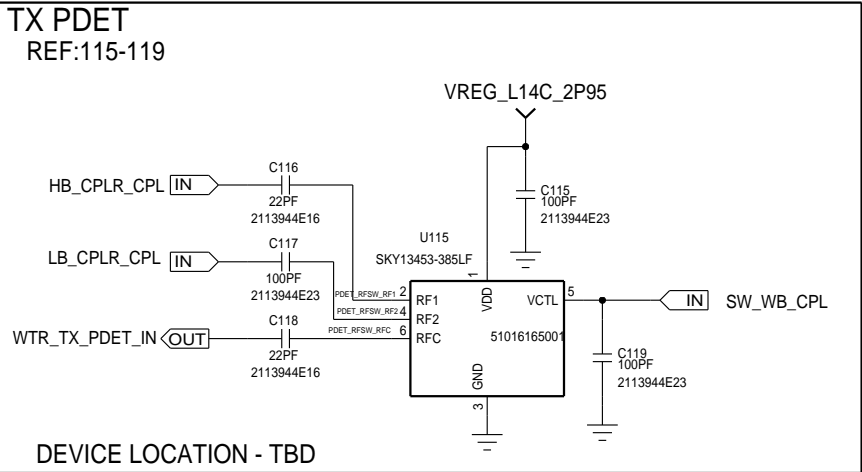 TX PDET
REF:115-119
VREG_L14C_2P95
C116
HB_CPLR_CPL
IN
22PF
2113944E16
C115
100PF
2113944E23
C117
LB_CPLR_CPL
IN
100PF
2113944E23
U115
SKY13453-385LF
1
PDET_RFSW_RF1
2
RF1
VDD
VCTL
5
IN
SW_WB_CPL
PDET_RFSW_RF2
4
RF2
C118
PDET_RFSW_RFC
6
RFC
WTR_TX_PDET_IN
OUT
22PF
2113944E16
51016165001
C119
100PF
2113944E23
GND
3
DEVICE LOCATION - TBD